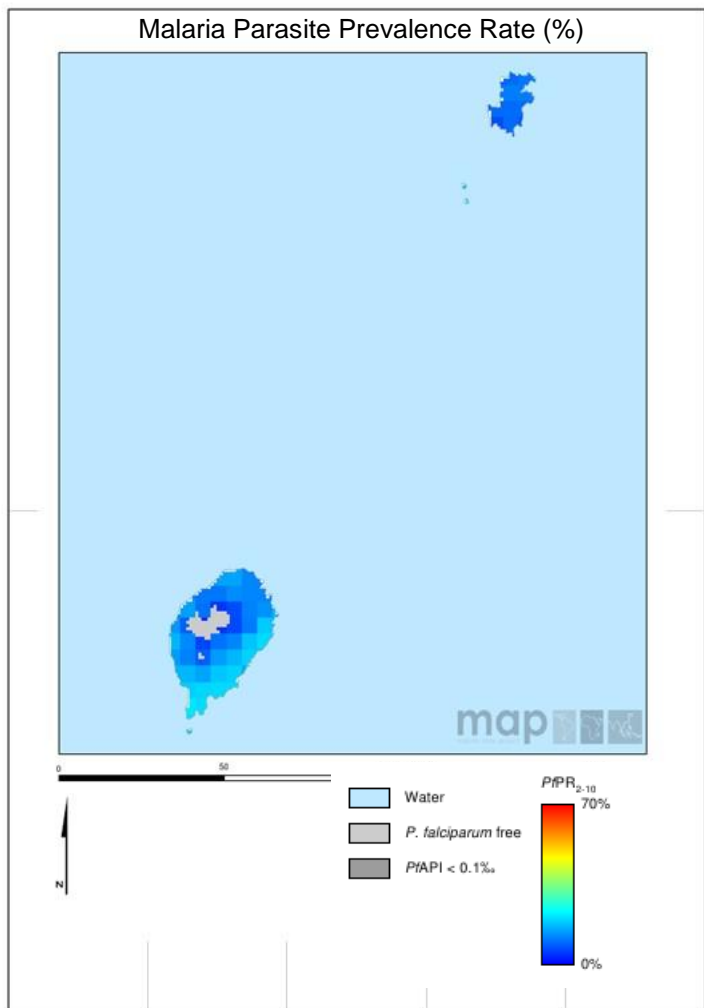 Malaria Parasite Prevalence Rate (%)
map
0
50
N
Water
P. falciparum free
PfAPI < 0.1‰
PfPR2-10
70%
0%